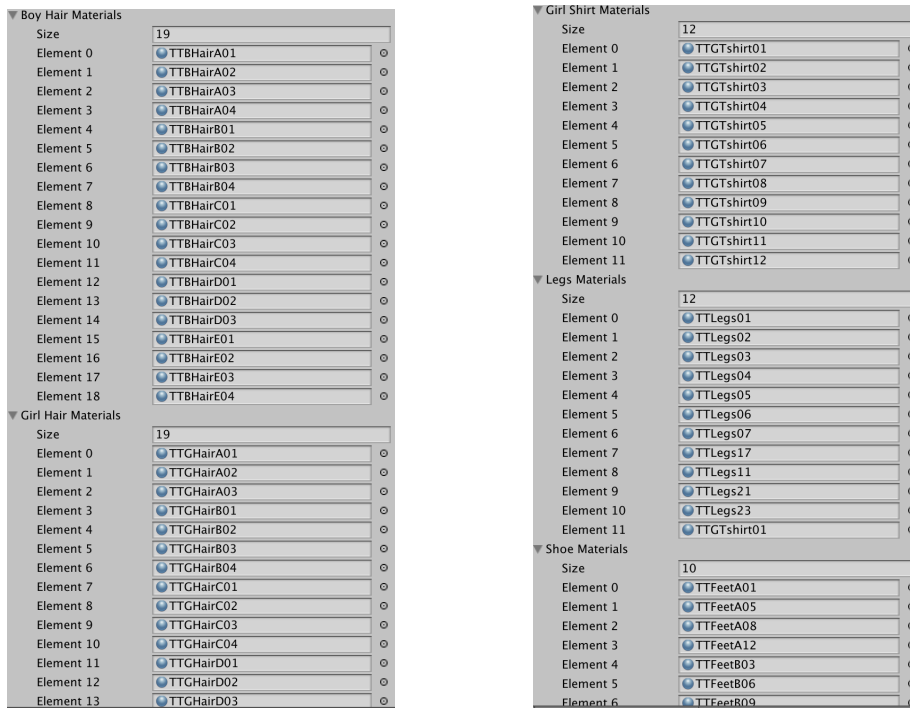 Boy Hair Materials
Size 19
Element 0 TTBHairA01
Element 1 TTBHairA02
Element 2 TTBHairA03
Element 3 TTBHairA04
Element 4 TTBHairB01
Element 5 TTBHairB02
Element 6 TTBHairB03
Element 7 TTBHairB04
Element 8 TTBHairC01
Element 9 TTBHairC02
Element 10 TTBHairC03
Element 11 TTBHairC04
Element 12 TTBHairD01
Element 13 TTBHairD02
Element 14 TTBHairD03
Element 15 TTBHairE01
Element 16 TTBHairE02
Element 17 TTBHairE03
Element 18 TTBHairE04
Girl Hair Materials
Size 19
Element 0 TTGHairA01
Element 1 TTGHairA02
Element 2 TTGHairA03
Element 3 TTGHairB01
Element 4 TTGHairB02
Element 5 TTGHairB03
Element 6 TTGHairB04
Element 7 TTGHairC01
Element 8 TTGHairC02
Element 9 TTGHairC03
Element 10 TTGHairC04
Element 11 TTGHairD01
Element 12 TTGHairD02
Element 13 TTGHairD03
Girl Shirt Materials
Size 12
Element 0 TTGTshirt01
Element 1 TTGTshirt02
Element 2 TTGTshirt03
Element 3 TTGTshirt04
Element 4 TTGTshirt05
Element 5 TTGTshirt06
Element 6 TTGTshirt07
Element 7 TTGTshirt08
Element 8 TTGTshirt09
Element 9 TTGTshirt10
Element 10 TTGTshirt11
Element 11 TTGTshirt12
Legs Materials
Size 12
Element 0 TTLegs01
Element 1 TTLegs02
Element 2 TTLegs03
Element 3 TTLegs04
Element 4 TTLegs05
Element 5 TTLegs06
Element 6 TTLegs07
Element 7 TTLegs17
Element 8 TTLegs11
Element 9 TTLegs21
Element 10 TTLegs23
Element 11 TTGTshirt01
Shoe Materials
Size 10
Element 0 TTFeetA01
Element 1 TTFeetA05
Element 2 TTFeetA08
Element 3 TTFeetA12
Element 4 TTFeetB03
Element 5 TTFeetB06
Element 6 TTFeetB09